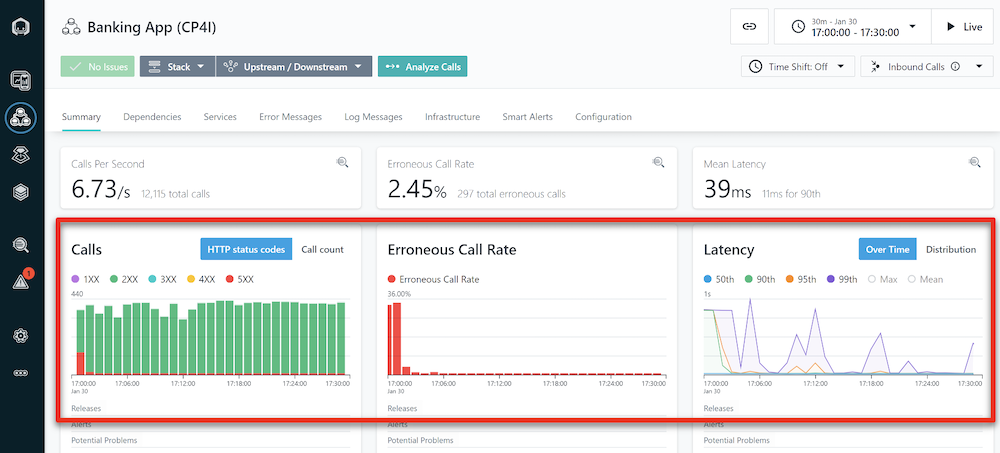 Banking App (CP4I)
30m - Jan 30
17:00:00 - 17:30:00
Live
No Issues
Stack
Upstream / Downstream
Analyze Calls
Time Shift: Off
Inbound Calls
Summary
Dependencies
Services
Error Messages
Log Messages
Infrastructure
Smart Alerts
Configuration
Calls Per Second
6.73/s 12,115 total calls
Erroneous Call Rate
2.45% 297 total erroneous calls
Mean Latency
39ms 11ms for 90th
Calls
HTTP status codes
Call count
1XX 2XX 3XX 4XX 5XX
440
17:00:00 17:06:00 17:12:00 17:18:00 17:24:00 17:30:00
Jan 30
Releases
Alerts
Potential Problems
Erroneous Call Rate
Erroneous Call Rate
36.00%
17:00:00 17:06:00 17:12:00 17:18:00 17:24:00 17:30:00
Jan 30
Releases
Alerts
Potential Problems
Latency
Over Time
Distribution
50th 90th 95th 99th Max Mean
1s
17:00:00 17:06:00 17:12:00 17:18:00 17:24:00 17:30:00
Jan 30
Releases
Alerts
Potential Problems
1